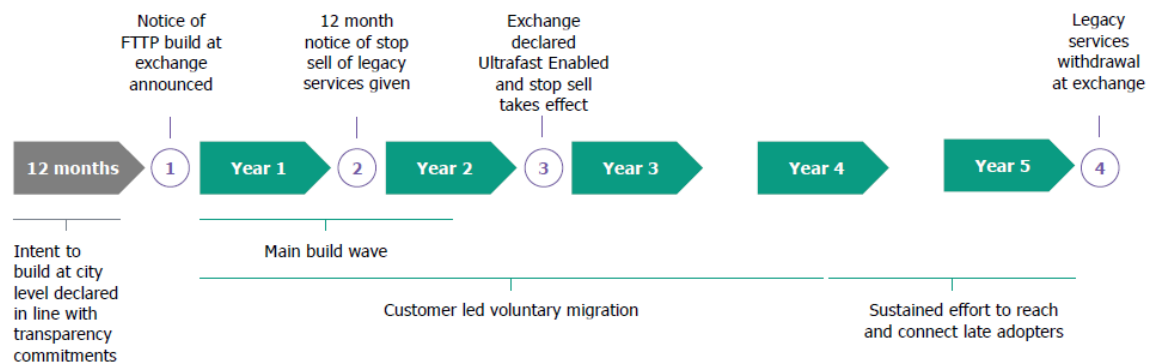 Notice of
FTTP build at
exchange
announced
12 month
notice of stop
sell of legacy
services given
Exchange
declared
Ultrafast Enabled
and stop sell
takes effect
Legacy
services
withdrawal
at exchange
12 months
1
Year 1
2
Year 2
3
Year 3
Year 4
Year 5
4
Intent to
build at city
level declared
in line with
transparency
commitments
Main build wave
Customer led voluntary migration
Sustained effort to reach
and connect late adopters